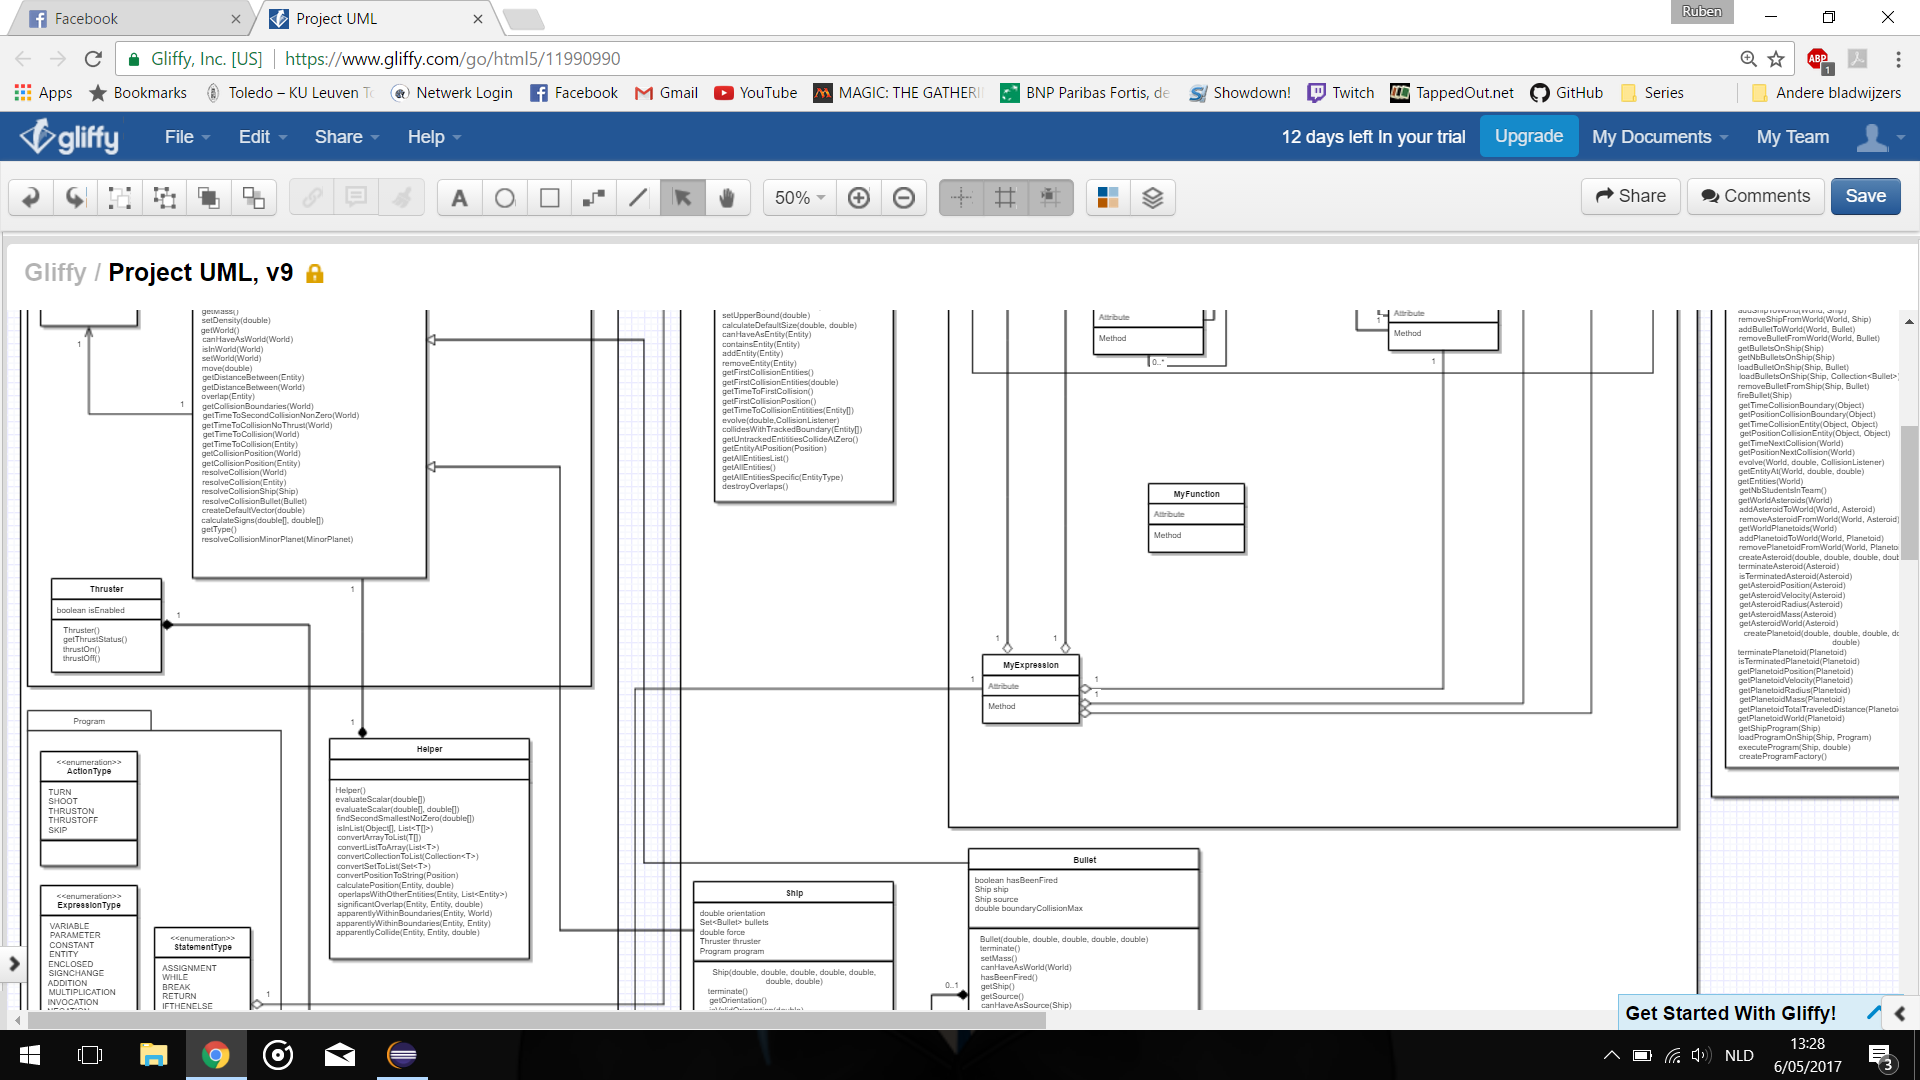 Facebook
Project UML
Ruben
Gliffy, Inc. [US]
https://www.gliffy.com/go/html5/11990990
ABP
1
Apps
Bookmarks
Toledo – KU Leuven
Netwerk Login
Facebook
Gmail
YouTube
MAGIC: THE GATHERI
BNP Paribas Fortis, de
Showdown!
Twitch
TappedOut.net
GitHub
Series
Andere bladwijzers
gliffy
File
Edit
Share
Help
12 days left In your trial
Upgrade
My Documents
My Team
A
50%
Share
Comments
Save
Gliffy / Project UML, v9
1
1
getMass()
setDensity(double)
getWorld()
canHaveAsWorld(World)
isInWorld(World)
setWorld(World)
move(double)
getDistanceBetween(Entity)
getDistanceBetween(World)
overlap(Entity)
getCollisionBoundaries(World)
getTimeToSecondCollisionNonZero(World)
getTimeToCollisionNoThrust(World)
getTimeToCollision(World)
getTimeToCollision(Entity)
getCollisionPosition(World)
getCollisionPosition(Entity)
resolveCollision(World)
resolveCollision(Entity)
resolveCollisionShip(Ship)
resolveCollisionBullet(Bullet)
createDefaultVector(double)
calculateSigns(double[], double[])
getType()
resolveCollisionMinorPlanet(MinorPlanet)
1
Thruster
boolean isEnabled
Thruster()
getThrustStatus()
thrustOn()
thrustOff()
1
1
Program
<<enumeration>>
ActionType
TURN
SHOOT
THRUSTON
THRUSTOFF
SKIP
<<enumeration>>
ExpressionType
VARIABLE
PARAMETER
CONSTANT
ENTITY
ENCLOSED
SIGNCHANGE
ADDITION
MULTIPLICATION
INVOCATION
<<enumeration>>
StatementType
ASSIGNMENT
WHILE
BREAK
RETURN
IFTHENELSE
1
Helper
Helper()
evaluateScalar(double[])
evaluateScalar(double[], double[])
findSecondSmallestNotZero(double[])
isInList(Object[], List<T[]>)
convertArrayToList(T[])
convertListToArray(List<T>)
convertCollectionToList(Collection<T>)
convertSetToList(Set<T>)
convertPositionToString(Position)
calculatePosition(Entity, double)
operlapsWithOtherEntities(Entity, List<Entity>)
significantOverlap(Entity, Entity, double)
apparentlyWithinBoundaries(Entity, World)
apparentlyWithinBoundaries(Entity, Entity)
apparentlyCollide(Entity, Entity, double)
setUpperBound(double)
calculateDefaultSize(double, double)
canHaveAsEntity(Entity)
containsEntity(Entity)
addEntity(Entity)
removeEntity(Entity)
getFirstCollisionEntities()
getFirstCollisionEntities(double)
getTimeToFirstCollision()
getFirstCollisionPosition()
getTimeToCollisionEntitities(Entity[])
evolve(double,CollisionListener)
collidesWithTrackedBoundary(Entity[])
getUntrackedEntititiesCollideAtZero()
getEntityAtPosition(Position)
getAllEntitiesList()
getAllEntities()
getAllEntitiesSpecific(EntityType)
destroyOverlaps()
Attribute
Method
0..*
Attribute
Method
1
1
MyFunction
Attribute
Method
1
1
MyExpression
Attribute
Method
1
1
1
Ship
double orientation
Set<Bullet> bullets
double force
Thruster thruster
Program program
Ship(double, double, double, double, double,
double, double)
terminate()
getOrientation()
Bullet
boolean hasBeenFired
Ship ship
Ship source
double boundaryCollisionMax
Bullet(double, double, double, double, double)
terminate()
setMass()
canHaveAsWorld(World)
hasBeenFired()
getShip()
getSource()
canHaveAsSource(Ship)
0..1
removeShipFromWorld(World, Ship)
addBulletToWorld(World, Bullet)
removeBulletFromWorld(World, Bullet)
getBulletsOnShip(Ship)
getNbBulletsOnShip(Ship)
loadBulletOnShip(Ship, Bullet)
loadBulletsOnShip(Ship, Collection<Bullet>)
removeBulletFromShip(Ship, Bullet)
fireBullet(Ship)
getTimeCollisionBoundary(Object)
getPositionCollisionBoundary(Object)
getTimeCollisionEntity(Object, Object)
getPositionCollisionEntity(Object, Object)
getTimeNextCollision(World)
getPositionNextCollision(World)
evolve(World, double, CollisionListener)
getEntityAt(World, double, double)
getEntities(World)
getNbStudentsInTeam()
getWorldAsteroids(World)
addAsteroidToWorld(World, Asteroid)
removeAsteroidFromWorld(World, Asteroid)
getWorldPlanetoids(World)
addPlanetoidToWorld(World, Planetoid)
removePlanetoidFromWorld(World, Planeto
createAsteroid(double, double, double, dou
terminateAsteroid(Asteroid)
isTerminatedAsteroid(Asteroid)
getAsteroidPosition(Asteroid)
getAsteroidVelocity(Asteroid)
getAsteroidRadius(Asteroid)
getAsteroidMass(Asteroid)
getAsteroidWorld(Asteroid)
createPlanetoid(double, double, double, do
double)
terminatePlanetoid(Planetoid)
isTerminatedPlanetoid(Planetoid)
getPlanetoidPosition(Planetoid)
getPlanetoidVelocity(Planetoid)
getPlanetoidRadius(Planetoid)
getPlanetoidMass(Planetoid)
getPlanetoidTotalTraveledDistance(Planetoi
getPlanetoidWorld(Planetoid)
getShipProgram(Ship)
loadProgramOnShip(Ship, Program)
executeProgram(Ship, double)
createProgramFactory()
Get Started With Gliffy!
NLD
13:28
6/05/2017
3